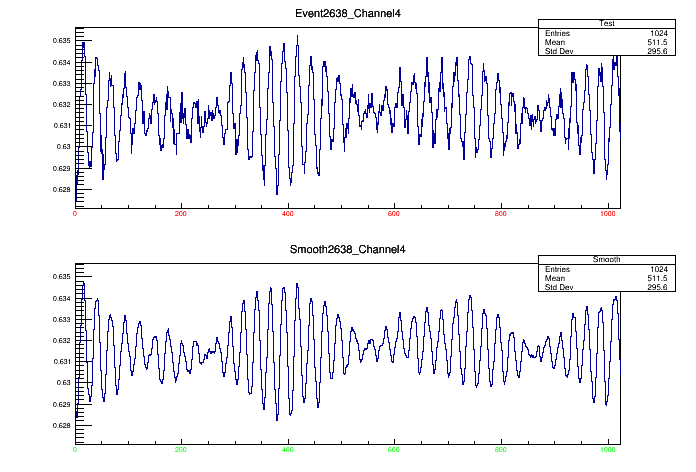 Event2638_Channel4
Test
Entries 1024
Mean 511.5
Std Dev 295.6
0.635
0.634
0.633
0.632
0.631
0.63
0.629
0.628
0 200 400 600 800 1000
Smooth2638_Channel4
Smooth
Entries 1024
Mean 511.5
Std Dev 295.6
0.635
0.634
0.633
0.632
0.631
0.63
0.629
0.628
0 200 400 600 800 1000